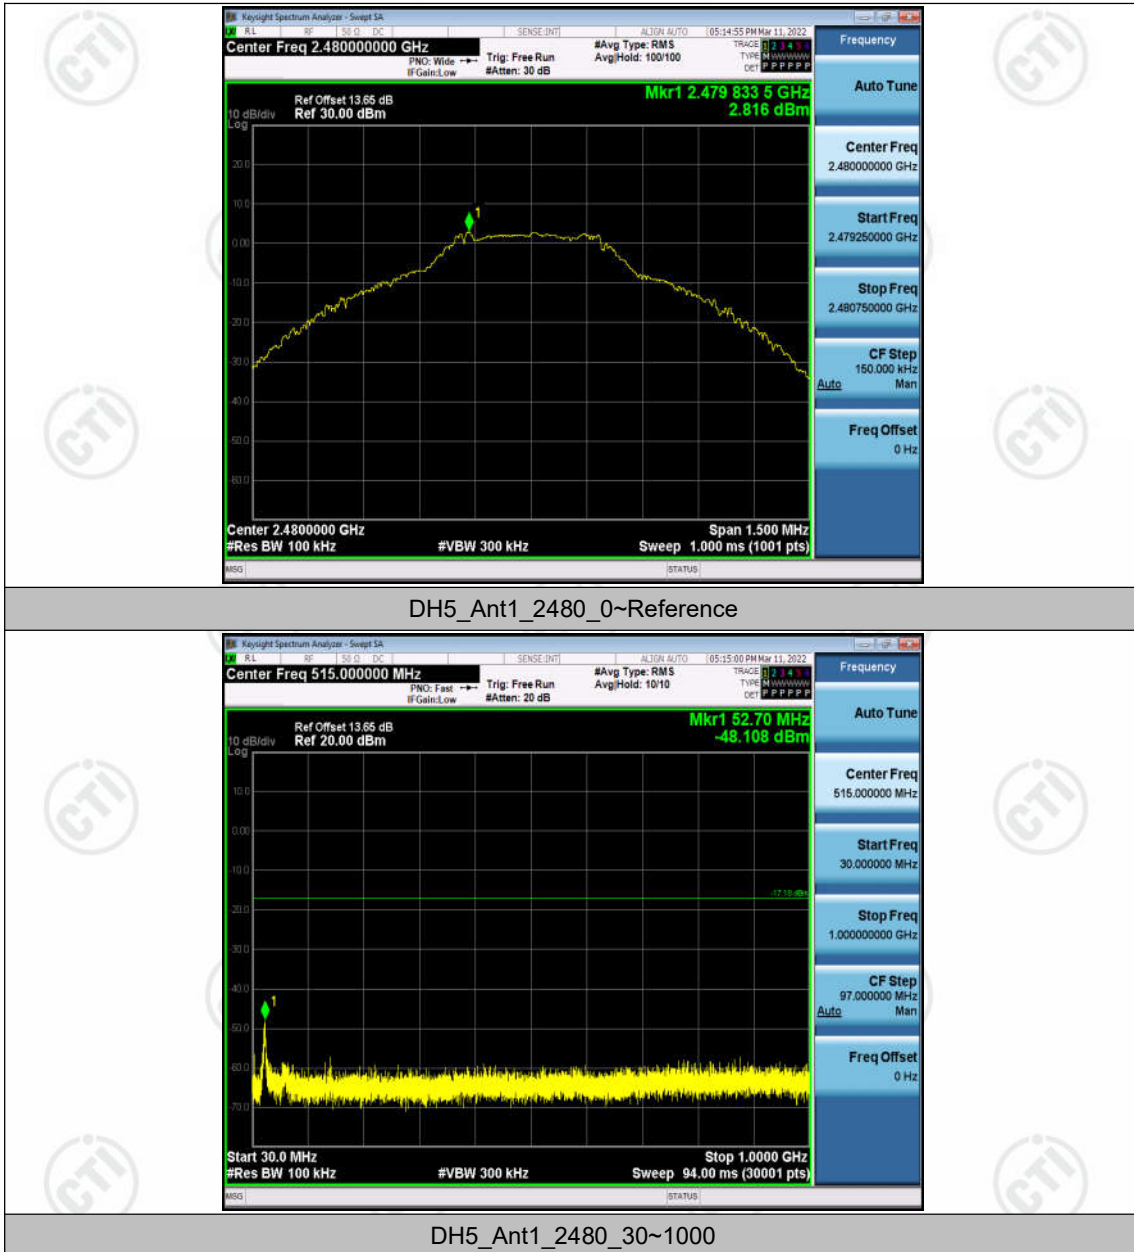 Keysight Spectrum Analyzer - Swept SA
RL RF 50 Ω DC SENSE:INT ALIGN AUTO 05:14:55 PM Mar 11, 2022
Center Freq 2.480000000 GHz
PNO: Wide
IFGain:Low
Trig: Free Run
#Atten: 30 dB
#Avg Type: RMS
Avg|Hold: 100/100
TRACE 1 2 3 4 5 6
TYPE M WWWWW
DET P P P P P P
Frequency
Auto Tune
Center Freq
2.480000000 GHz
Start Freq
2.479250000 GHz
Stop Freq
2.480750000 GHz
CF Step
150.000 kHz
Auto Man
Freq Offset
0 Hz
Mkr1 2.479 833 5 GHz
2.816 dBm
Ref Offset 13.65 dB
10 dB/div Ref 30.00 dBm
Log
20.0
10.0
0.00
-10.0
-20.0
-30.0
-40.0
-50.0
-60.0
1
Center 2.4800000 GHz Span 1.500 MHz
#Res BW 100 kHz #VBW 300 kHz Sweep 1.000 ms (1001 pts)
MSG STATUS
DH5_Ant1_2480_0~Reference
Keysight Spectrum Analyzer - Swept SA
RL RF 50 Ω DC SENSE:INT ALIGN AUTO 05:15:00 PM Mar 11, 2022
Center Freq 515.000000 MHz
PNO: Fast
IFGain:Low
Trig: Free Run
#Atten: 20 dB
#Avg Type: RMS
Avg|Hold: 10/10
TRACE 1 2 3 4 5 6
TYPE M WWWWW
DET P P P P P P
Frequency
Auto Tune
Center Freq
515.000000 MHz
Start Freq
30.000000 MHz
Stop Freq
1.000000000 GHz
CF Step
97.000000 MHz
Auto Man
Freq Offset
0 Hz
Mkr1 52.70 MHz
-48.108 dBm
Ref Offset 13.65 dB
10 dB/div Ref 20.00 dBm
Log
10.0
0.00
-10.0
-20.0
-30.0
-40.0
-50.0
-60.0
-70.0
-17.18 dBm
1
Start 30.0 MHz Stop 1.0000 GHz
#Res BW 100 kHz #VBW 300 kHz Sweep 94.00 ms (30001 pts)
MSG STATUS
DH5_Ant1_2480_30~1000
CTI
CTI
CTI
CTI
CTI
CTI
CTI
CTI